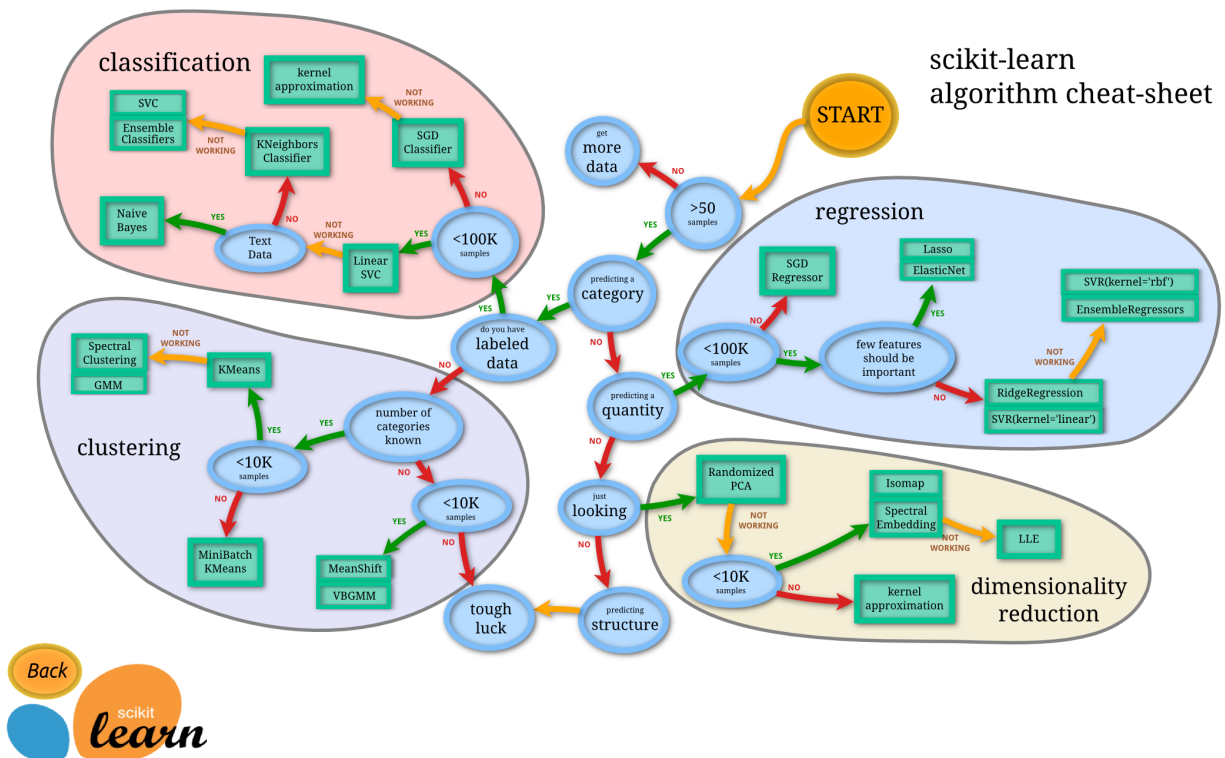 scikit-learn
algorithm cheat-sheet
START
get
more
data
NO
>50
samples
YES
predicting a
category
YES
NO
do you have
labeled
data
YES
NO
predicting a
quantity
YES
NO
just
looking
YES
NO
predicting
structure
tough
luck
classification
kernel
approximation
NOT
WORKING
SVC
Ensemble
Classifiers
NOT
WORKING
KNeighbors
Classifier
SGD
Classifier
NO
Naive
Bayes
YES
Text
Data
NO
NOT
WORKING
Linear
SVC
YES
<100K
samples
clustering
Spectral
Clustering
GMM
NOT
WORKING
KMeans
YES
<10K
samples
NO
MiniBatch
KMeans
YES
number of
categories
known
NO
<10K
samples
YES
NO
MeanShift
VBGMM
regression
SGD
Regressor
NO
<100K
samples
YES
Lasso
ElasticNet
YES
few features
should be
important
NO
SVR(kernel='rbf')
EnsembleRegressors
NOT
WORKING
RidgeRegression
SVR(kernel='linear')
dimensionality
reduction
Randomized
PCA
NOT
WORKING
<10K
samples
YES
NO
Isomap
Spectral
Embedding
NOT
WORKING
LLE
kernel
approximation
Back
scikit
learn